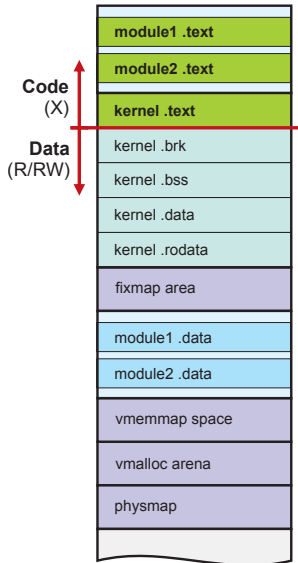 module1 .text
module2 .text
Code
(X)
kernel .text
Data
(R/RW)
kernel .brk
kernel .bss
kernel .data
kernel .rodata
fixmap area
module1 .data
module2 .data
vmemmap space
vmalloc arena
physmap